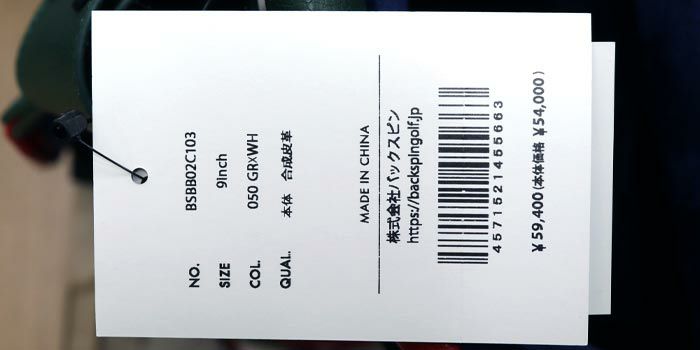 NO. BSBB02C103
SIZE 9inch
COL. 050 GR×WH
QUAL. 本体 合成皮革
MADE IN CHINA
株式会社バックスピン
https://backspingolf.jp
4571521455663
¥59,400(本体価格 ¥54,000)